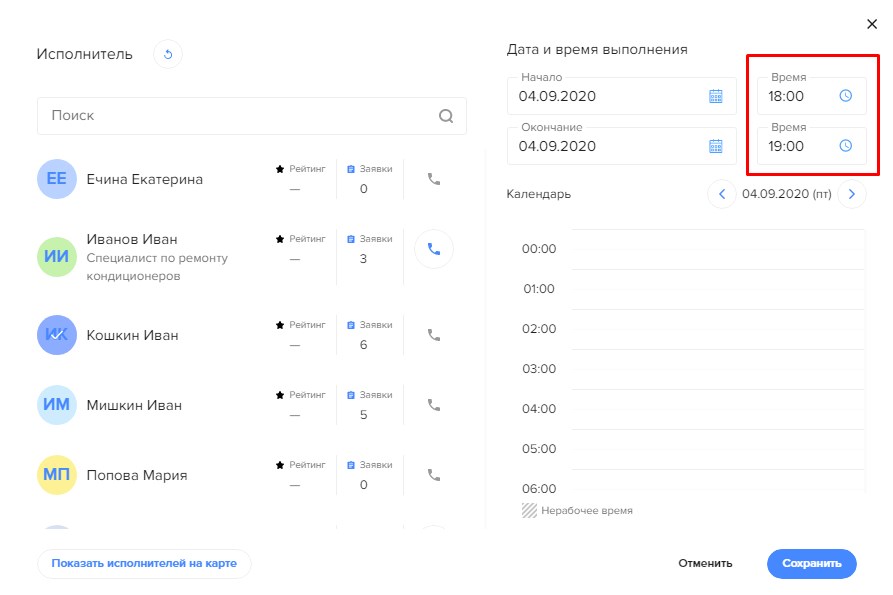 Исполнитель
Поиск
ЕЕ
Ечина Екатерина
Рейтинг
—
Заявки
0
ИИ
Иванов Иван
Специалист по ремонту
кондиционеров
Рейтинг
—
Заявки
3
ИК
Кошкин Иван
Рейтинг
—
Заявки
6
ИМ
Мишкин Иван
Рейтинг
—
Заявки
5
МП
Попова Мария
Рейтинг
—
Заявки
0
Показать исполнителей на карте
Дата и время выполнения
Начало
04.09.2020
Время
18:00
Окончание
04.09.2020
Время
19:00
Календарь
04.09.2020 (пт)
00:00
01:00
02:00
03:00
04:00
05:00
06:00
Нерабочее время
Отменить
Сохранить